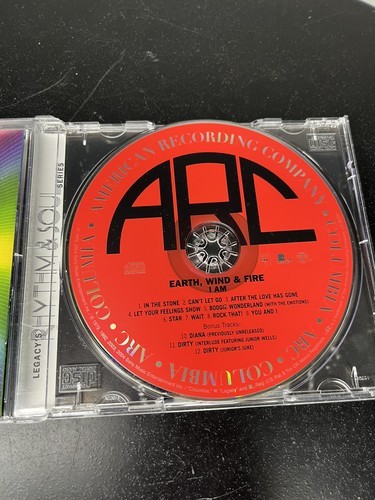 AMERICAN RECORDING COMPANY
ARC
COLUMBIA • ARC • COLUMBIA • ARC • COLUMBIA
EARTH, WIND & FIRE
I AM
1. IN THE STONE 2. CAN'T LET GO 3. AFTER THE LOVE HAS GONE
4. LET YOUR FEELINGS SHOW 5. BOOGIE WONDERLAND (WITH THE EMOTIONS)
6. STAR 7. WAIT 8. ROCK THAT! 9. YOU AND I
Bonus Tracks:
10. DIANA (PREVIOUSLY UNRELEASED)
11. DIRTY (INTERLUDE FEATURING JUNIOR WELLS)
12. DIRTY (JUNIOR'S JUKE)
LEGACY'S RHYTHM & SOUL SERIES